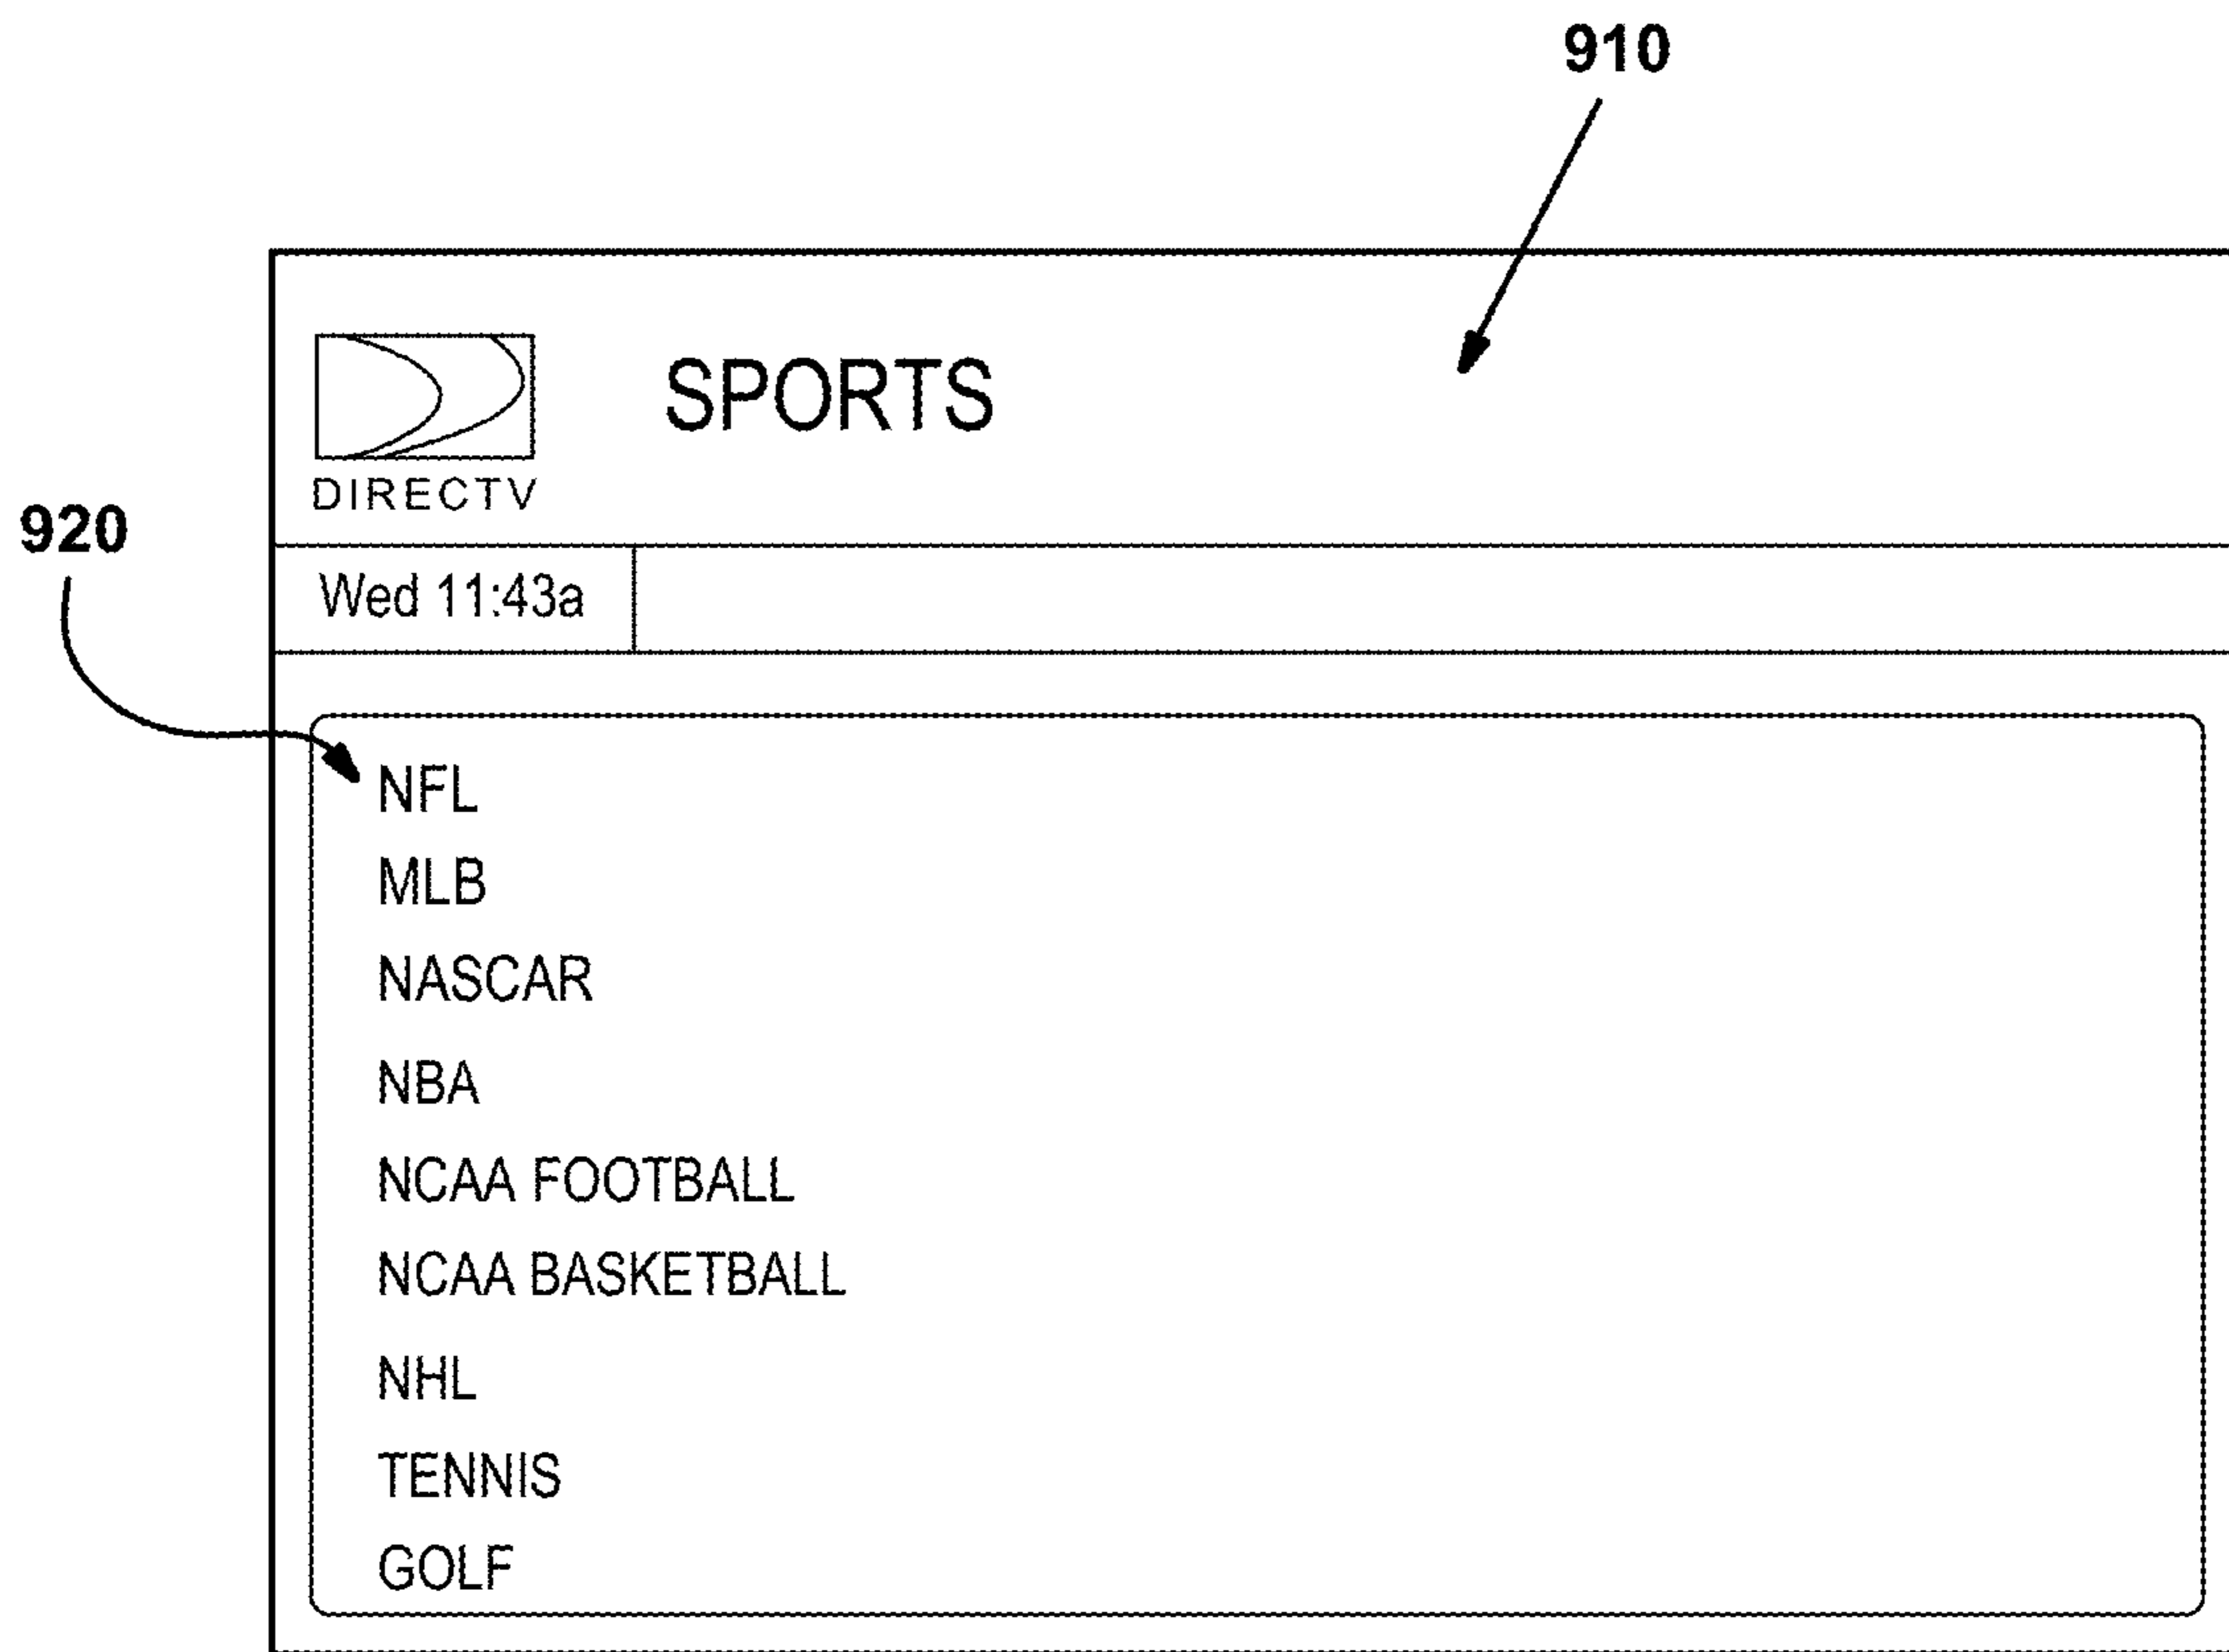 910
SPORTS
DIRECTV
920
Wed 11:43a
NFL
MLB
NASCAR
NBA
NCAA FOOTBALL
NCAA BASKETBALL
NHL
TENNIS
GOLF